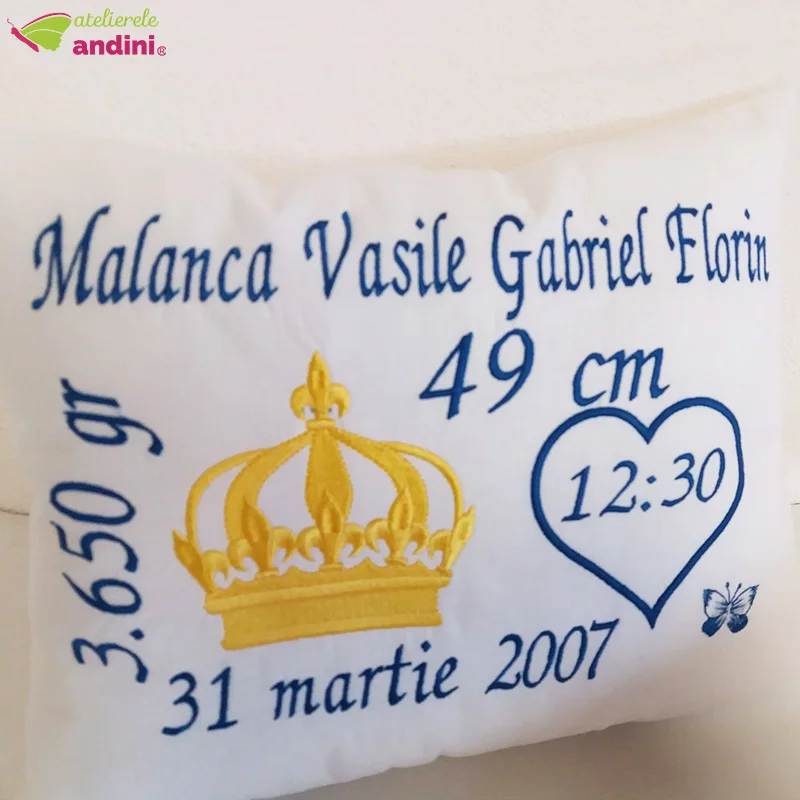 atelierele
andini®
Malanca Vasile Gabriel Florin
49 cm
3.650 gr
12:30
31 martie 2007